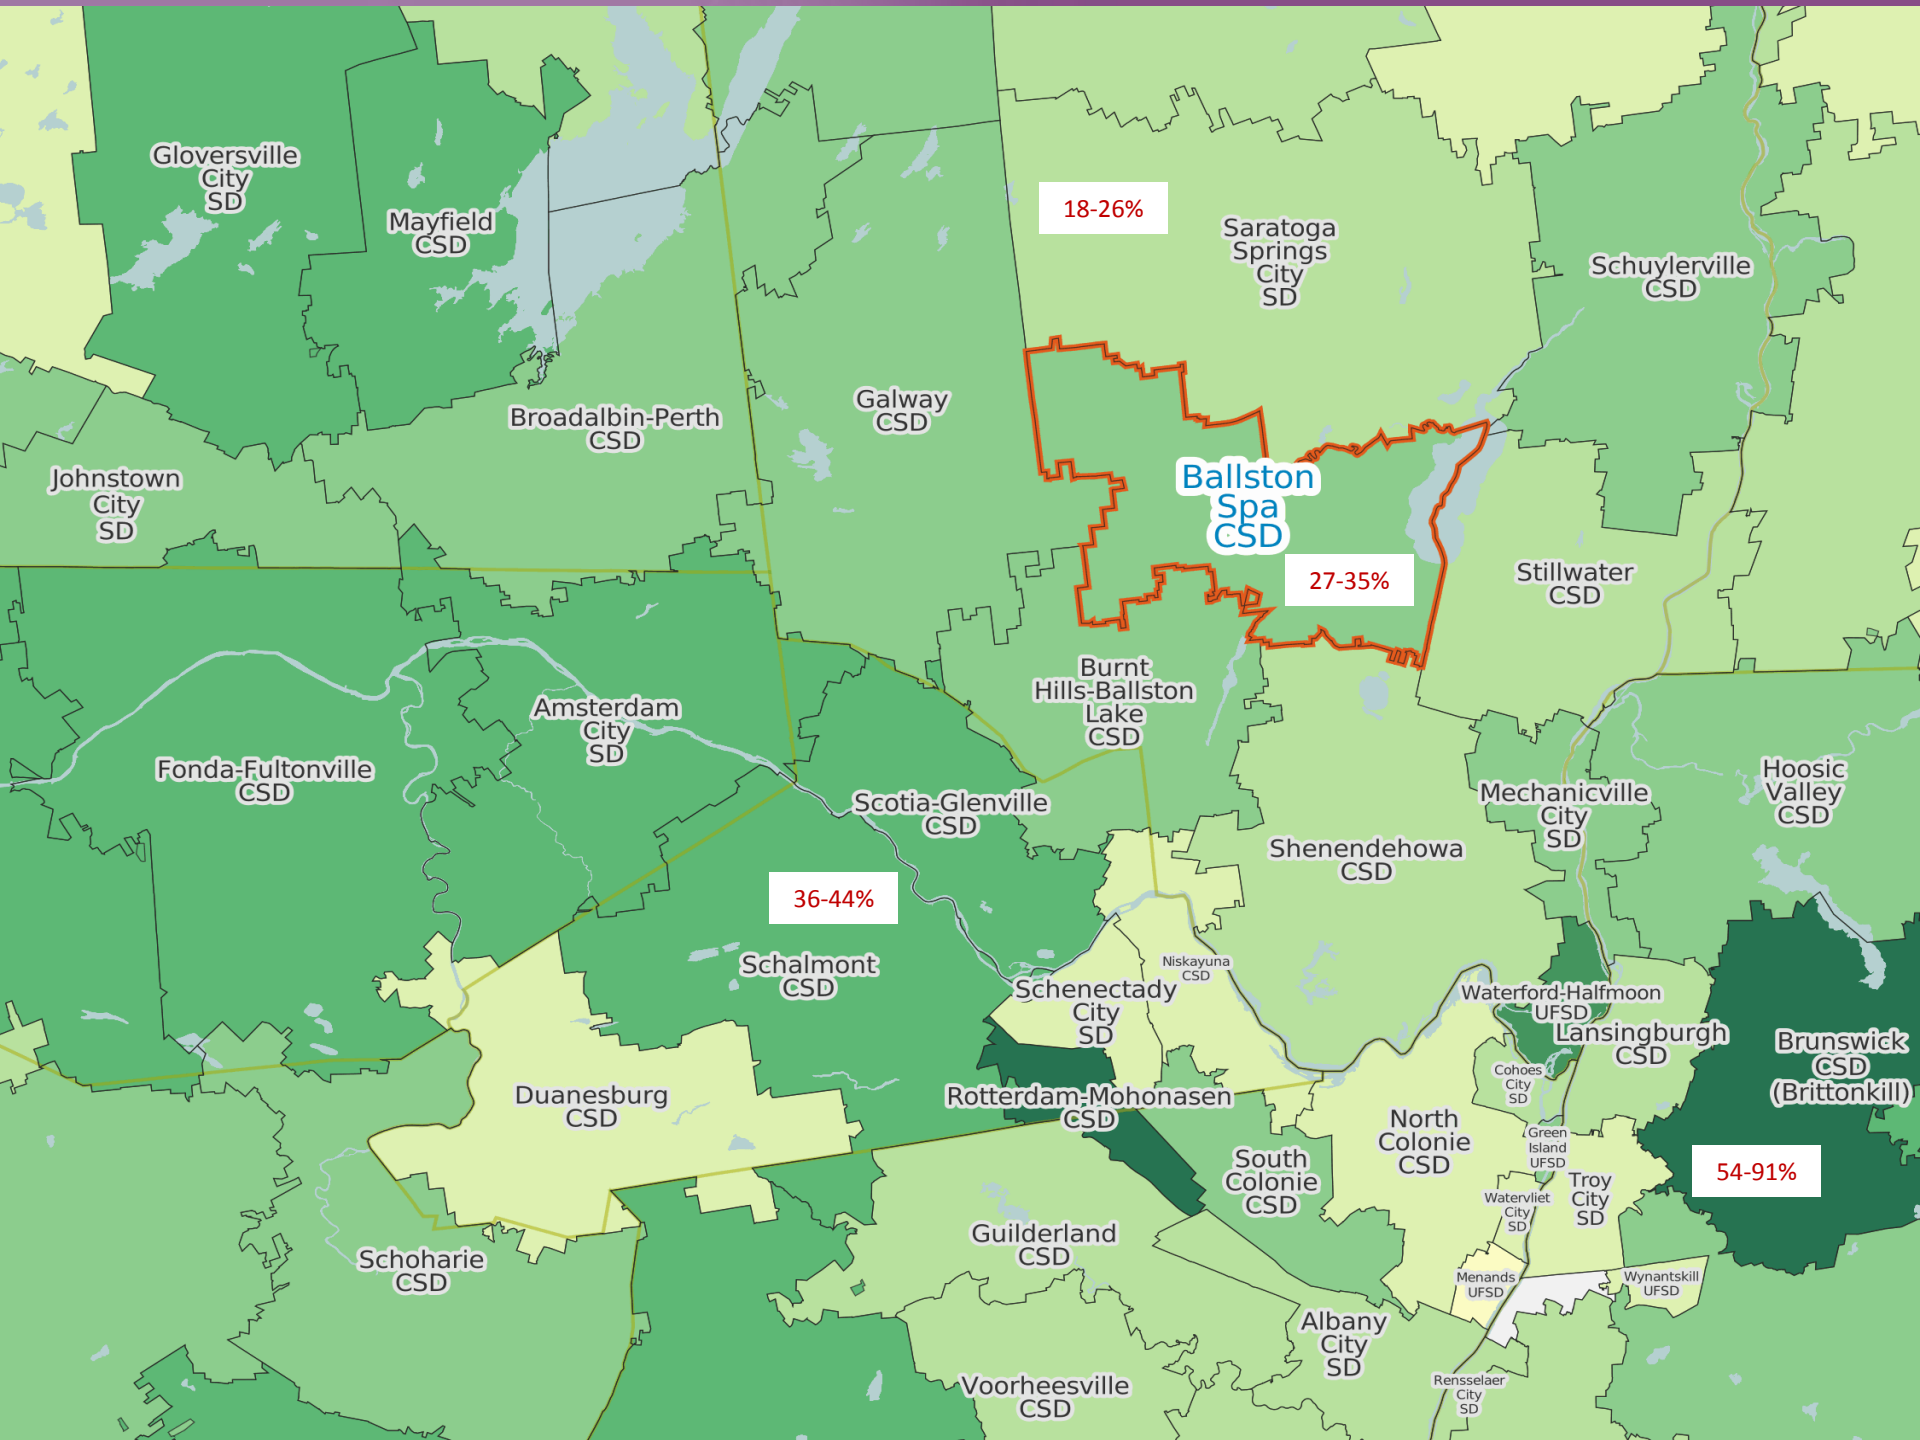 Gloversville
City
SD
Mayfield
CSD
18-26%
Saratoga
Springs
City
SD
Schuylerville
CSD
Johnstown
City
SD
Broadalbin-Perth
CSD
Galway
CSD
Ballston
Spa
CSD
27-35%
Stillwater
CSD
Burnt
Hills-Ballston
Lake
CSD
Amsterdam
City
SD
Fonda-Fultonville
CSD
Scotia-Glenville
CSD
Mechanicville
City
SD
Hoosic
Valley
CSD
Shenendehowa
CSD
36-44%
Schalmont
CSD
Niskayuna
CSD
Schenectady
City
SD
Waterford-Halfmoon
UFSD
Lansingburgh
CSD
Brunswick
CSD
(Brittonkill)
Cohoes
City
SD
Duanesburg
CSD
Rotterdam-Mohonasen
CSD
North
Colonie
CSD
Green
Island
UFSD
South
Colonie
CSD
Troy
City
SD
54-91%
Watervliet
City
SD
Guilderland
CSD
Schoharie
CSD
Menands
UFSD
Wynantskill
UFSD
Albany
City
SD
Voorheesville
CSD
Rensselaer
City
SD